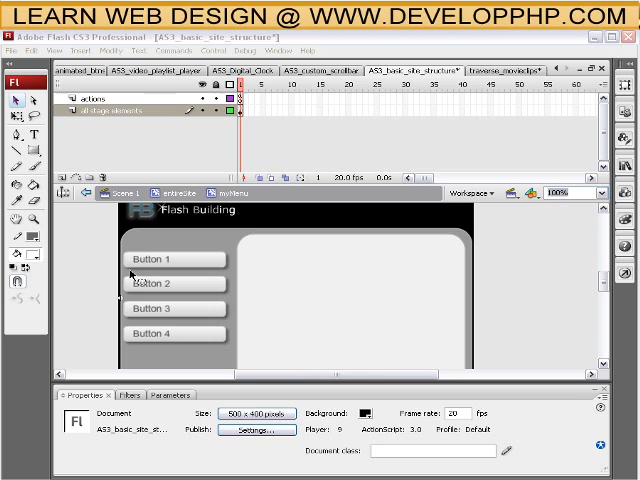 LEARN WEB DESIGN @ WWW.DEVELOPPHP.COM
Adobe Flash CS3 Professional - [AS3_basic_site_structure*]
File Edit View Insert Modify Text Commands Control Debug Window Help
animated_btns AS3_video_playlist_player AS3_Digital_Clock AS3_custom_scrollbar AS3_basic_site_structure* traverse_movieclips*
Fl
1 5 10 15 20 25 30 35 40 45 50 55 60
actions
all stage elements
1 20.0 fps 0.0s
Scene 1 entireSite myMenu Workspace 100%
FB Flash Building
Button 1
Button 2
Button 3
Button 4
Properties Filters Parameters
Fl Document Size: 500 x 400 pixels Background: Frame rate: 20 fps
AS3_basic_site_st... Publish: Settings... Player: 9 ActionScript: 3.0 Profile: Default
Document class: